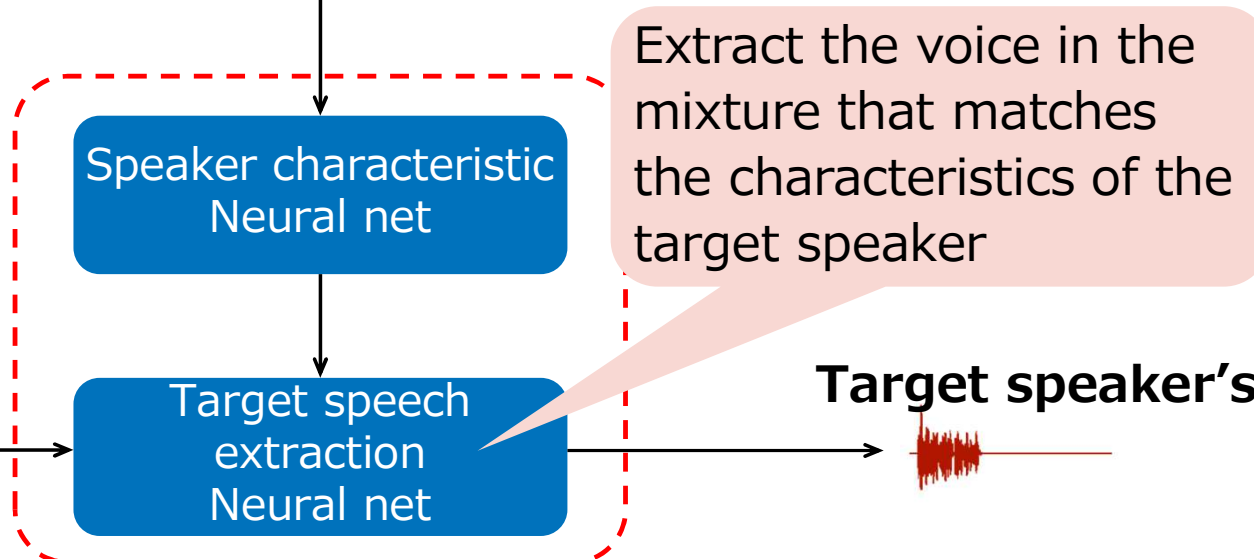 Extract the voice in the
mixture that matches
the characteristics of the
target speaker
Speaker characteristic
Neural net
Target speech
extraction
Neural net
Target speaker's